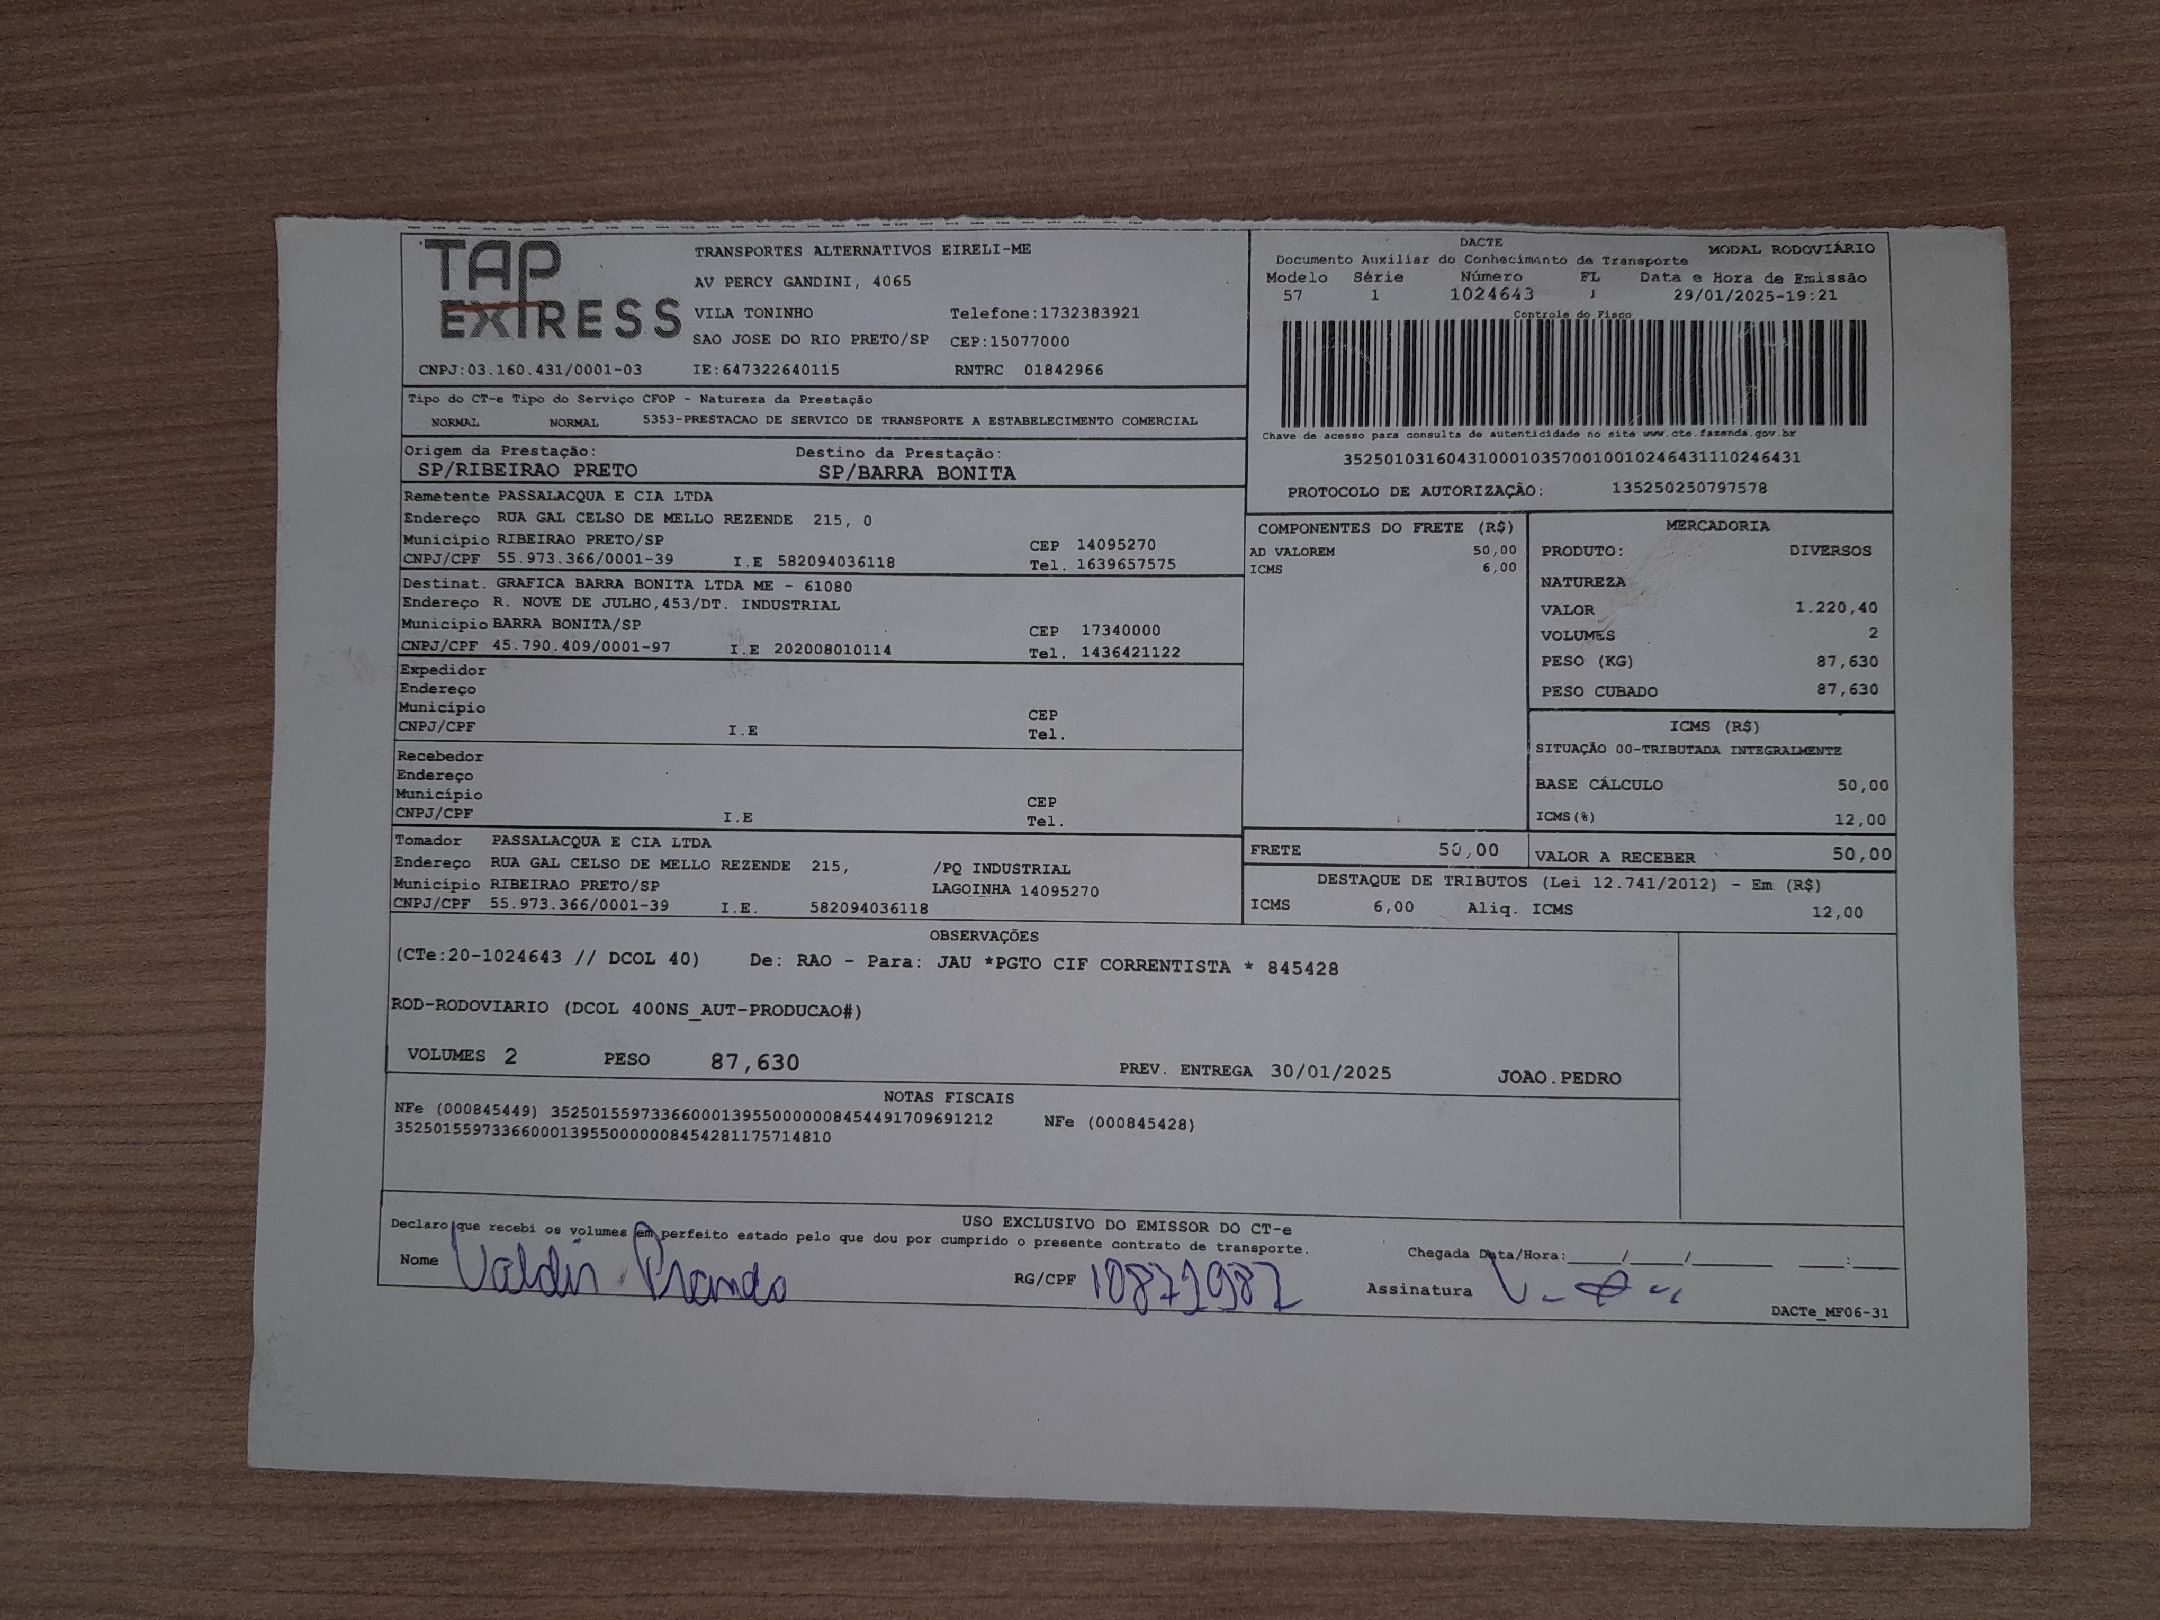 TAP
EXPRESS
TRANSPORTES ALTERNATIVOS EIRELI-ME
AV PERCY GANDINI, 4065
VILA TONINHO Telefone:1732383921
SAO JOSE DO RIO PRETO/SP CEP:15077000
CNPJ:03.160.431/0001-03 IE:647322640115 RNTRC 01842966
DACTE MODAL RODOVIÁRIO
Documento Auxiliar do Conhecimento de Transporte
Modelo Série Número FL Data e Hora de Emissão
57 1 1024643 1 29/01/2025-19:21
Controle do Fisco
Chave de acesso para consulta de autenticidade no site www.cte.fazenda.gov.br
35250103160431000103570010010246431110246431
PROTOCOLO DE AUTORIZAÇÃO: 135250250797578
Tipo do CT-e Tipo do Serviço CFOP - Natureza da Prestação
NORMAL NORMAL 5353-PRESTACAO DE SERVICO DE TRANSPORTE A ESTABELECIMENTO COMERCIAL
Origem da Prestação: Destino da Prestação:
SP/RIBEIRAO PRETO SP/BARRA BONITA
Remetente PASSALACQUA E CIA LTDA
Endereço RUA GAL CELSO DE MELLO REZENDE 215, 0
Município RIBEIRAO PRETO/SP CEP 14095270
CNPJ/CPF 55.973.366/0001-39 I.E 582094036118 Tel. 1639657575
Destinat. GRAFICA BARRA BONITA LTDA ME - 61080
Endereço R. NOVE DE JULHO,453/DT. INDUSTRIAL
Município BARRA BONITA/SP CEP 17340000
CNPJ/CPF 45.790.409/0001-97 I.E 202008010114 Tel. 1436421122
Expedidor
Endereço
Município CEP
CNPJ/CPF I.E Tel.
Recebedor
Endereço
Município CEP
CNPJ/CPF I.E Tel.
Tomador PASSALACQUA E CIA LTDA
Endereço RUA GAL CELSO DE MELLO REZENDE 215, /PQ INDUSTRIAL
Município RIBEIRAO PRETO/SP LAGOINHA 14095270
CNPJ/CPF 55.973.366/0001-39 I.E. 582094036118
COMPONENTES DO FRETE (R$)
AD VALOREM 50,00
ICMS 6,00
MERCADORIA
PRODUTO: DIVERSOS
NATUREZA
VALOR 1.220,40
VOLUMES 2
PESO (KG) 87,630
PESO CUBADO 87,630
ICMS (R$)
SITUAÇÃO 00-TRIBUTADA INTEGRALMENTE
BASE CÁLCULO 50,00
ICMS(%) 12,00
FRETE 50,00 VALOR A RECEBER 50,00
DESTAQUE DE TRIBUTOS (Lei 12.741/2012) - Em (R$)
ICMS 6,00 Aliq. ICMS 12,00
OBSERVAÇÕES
(CTe:20-1024643 // DCOL 40) De: RAO - Para: JAU *PGTO CIF CORRENTISTA * 845428
ROD-RODOVIARIO (DCOL 400NS_AUT-PRODUCAO#)
VOLUMES 2 PESO 87,630 PREV. ENTREGA 30/01/2025 JOAO.PEDRO
NOTAS FISCAIS
NFe (000845449) 35250155973366000139550000008454491709691212 NFe (000845428)
35250155973366000139550000008454281175714810
USO EXCLUSIVO DO EMISSOR DO CT-e
Declaro que recebi os volumes em perfeito estado pelo que dou por cumprido o presente contrato de transporte.
Chegada Data/Hora:____/____/______ ___:____
Nome Valdir Prando RG/CPF Assinatura
DACTe_MF06-31